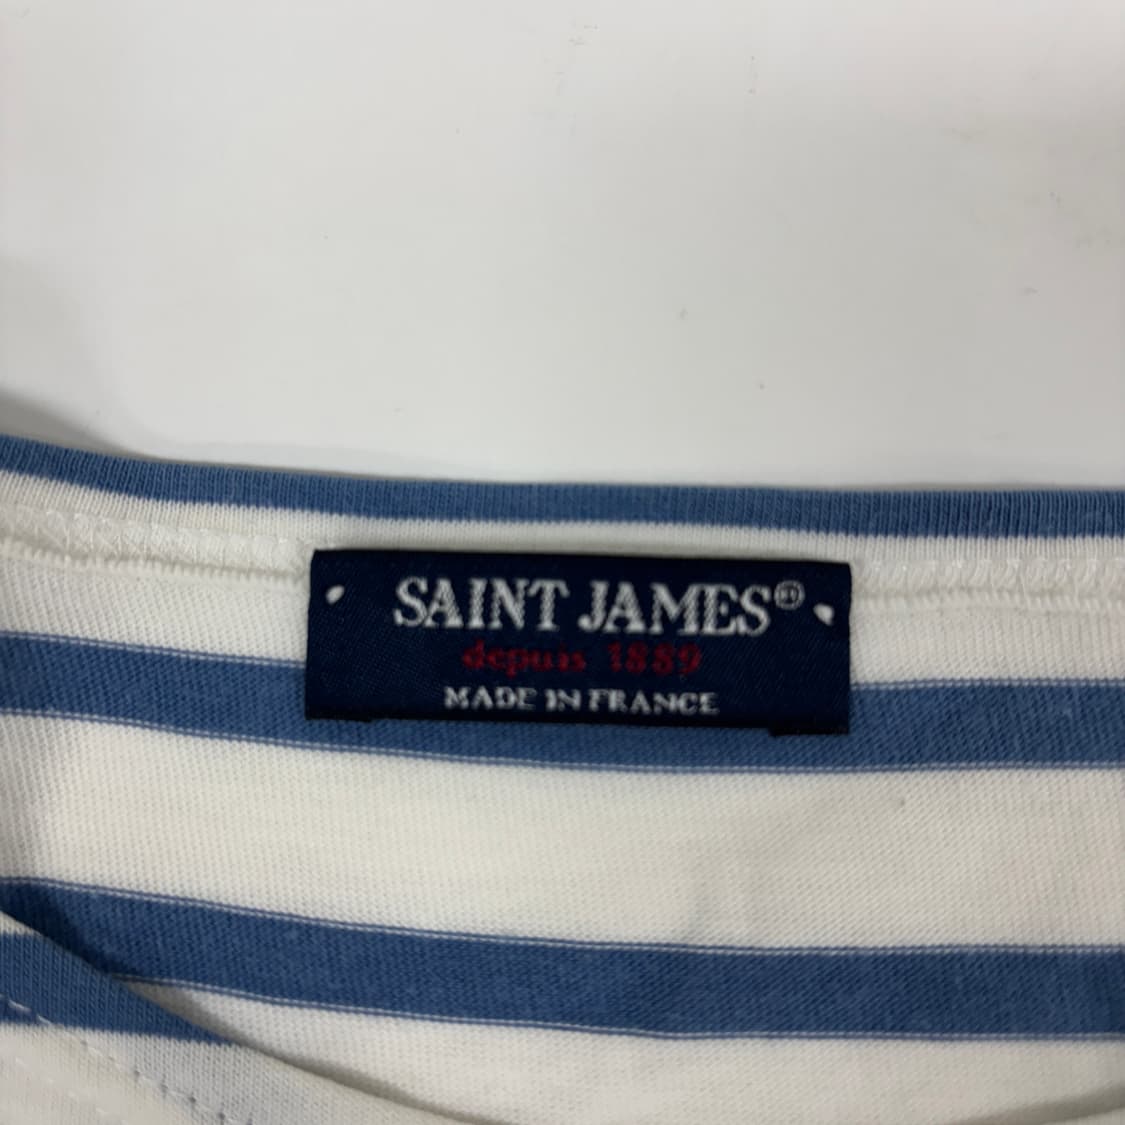 SAINT JAMES®
depuis 1889
MADE IN FRANCE